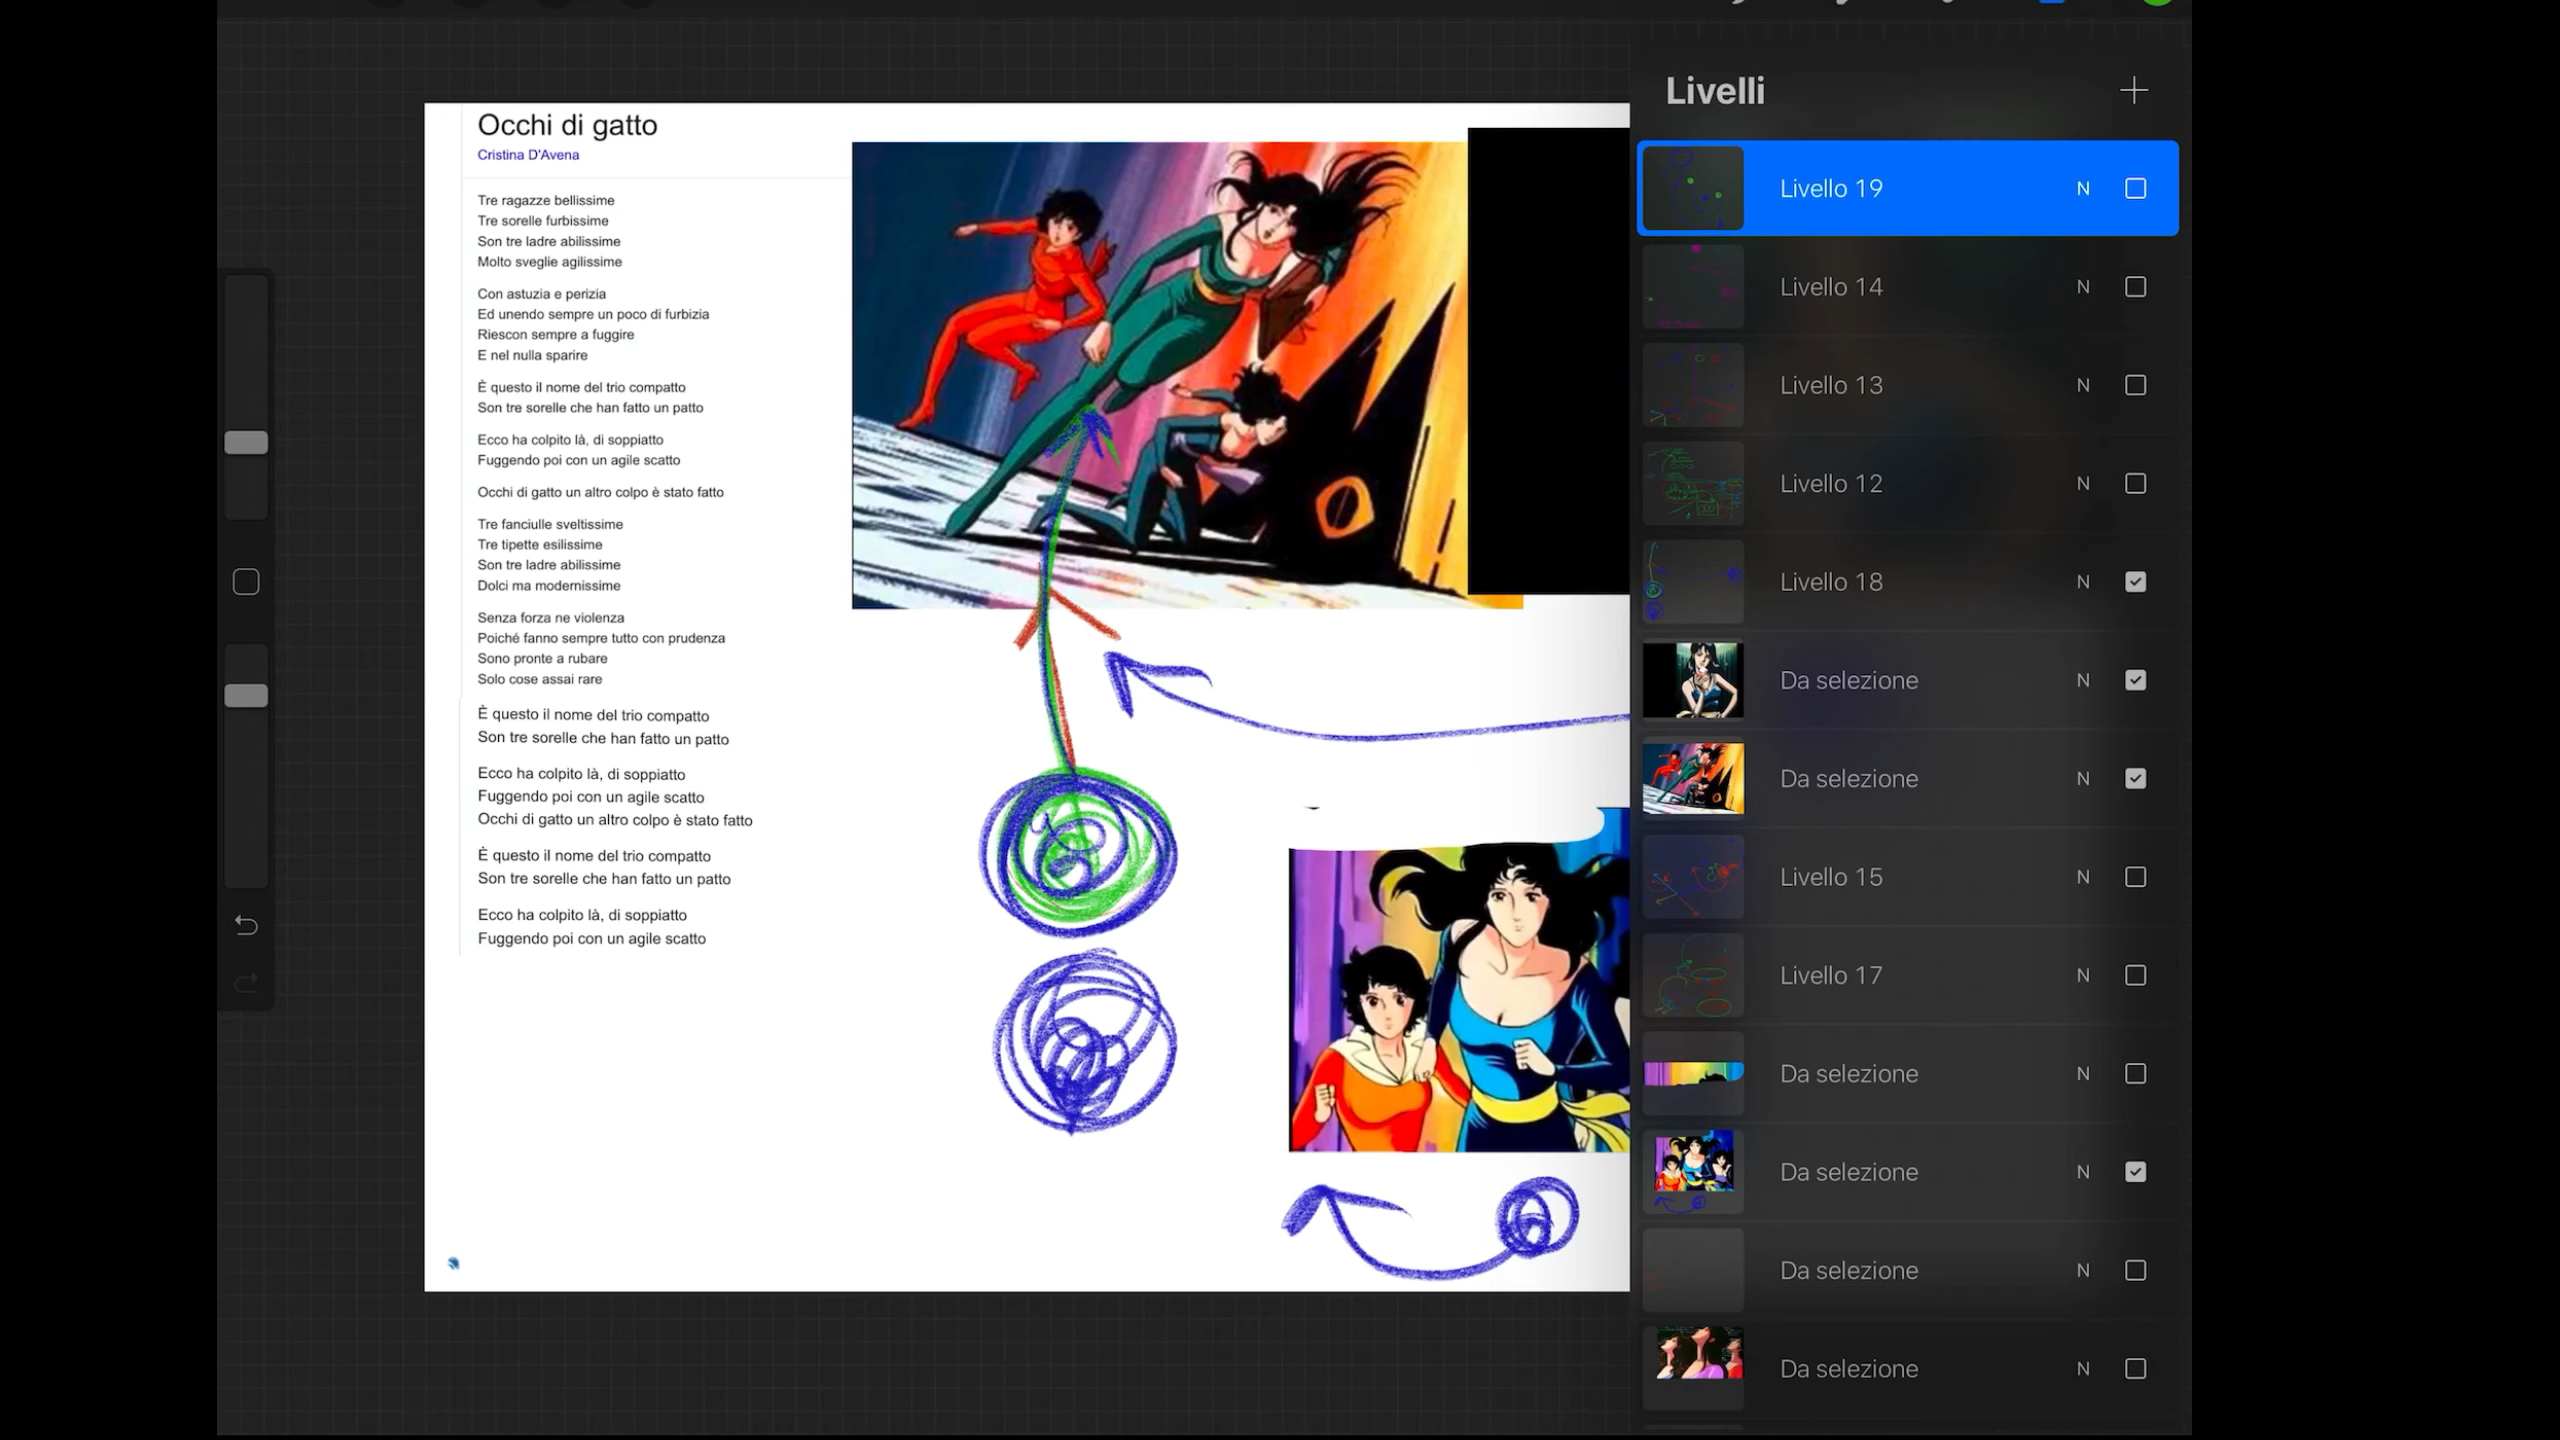 Occhi di gatto
Cristina D'Avena
Tre ragazze bellissime
Tre sorelle furbissime
Son tre ladre abilissime
Molto sveglie agilissime
Con astuzia e perizia
Ed unendo sempre un poco di furbizia
Riescon sempre a fuggire
E nel nulla sparire
È questo il nome del trio compatto
Son tre sorelle che han fatto un patto
Ecco ha colpito là, di soppiatto
Fuggendo poi con un agile scatto
Occhi di gatto un altro colpo è stato fatto
Tre fanciulle sveltissime
Tre tipette esilissime
Son tre ladre abilissime
Dolci ma modernissime
Senza forza ne violenza
Poiché fanno sempre tutto con prudenza
Sono pronte a rubare
Solo cose assai rare
È questo il nome del trio compatto
Son tre sorelle che han fatto un patto
Ecco ha colpito là, di soppiatto
Fuggendo poi con un agile scatto
Occhi di gatto un altro colpo è stato fatto
È questo il nome del trio compatto
Son tre sorelle che han fatto un patto
Ecco ha colpito là, di soppiatto
Fuggendo poi con un agile scatto
Livelli
Livello 19 N
Livello 14 N
Livello 13 N
Livello 12 N
Livello 18 N
Da selezione N
Da selezione N
Livello 15 N
Livello 17 N
Da selezione N
Da selezione N
Da selezione N
Da selezione N